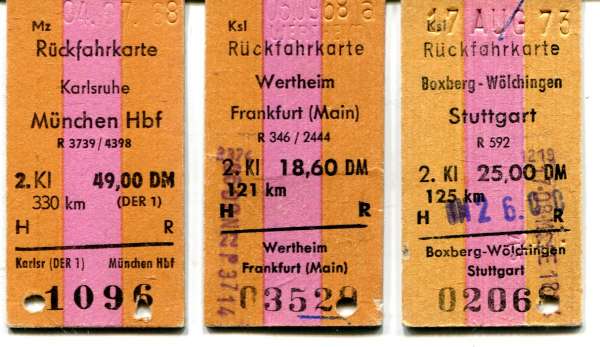 Mz
Rückfahrkarte
Karlsruhe
München Hbf
R 3739/4398
2. Kl 49,00 DM
330 km (DER 1)
H R
Karlsr (DER 1) München Hbf
1096
Ksl
Rückfahrkarte
Wertheim
Frankfurt (Main)
R 346/2444
2. Kl 18,60 DM
121 km
H R
Wertheim
Frankfurt (Main)
03529
17 AUG 73
Ksl
Rückfahrkarte
Boxberg-Wölchingen
Stuttgart
R 592
2. Kl 25,00 DM
125 km
H R
Boxberg-Wölchingen
Stuttgart
02068